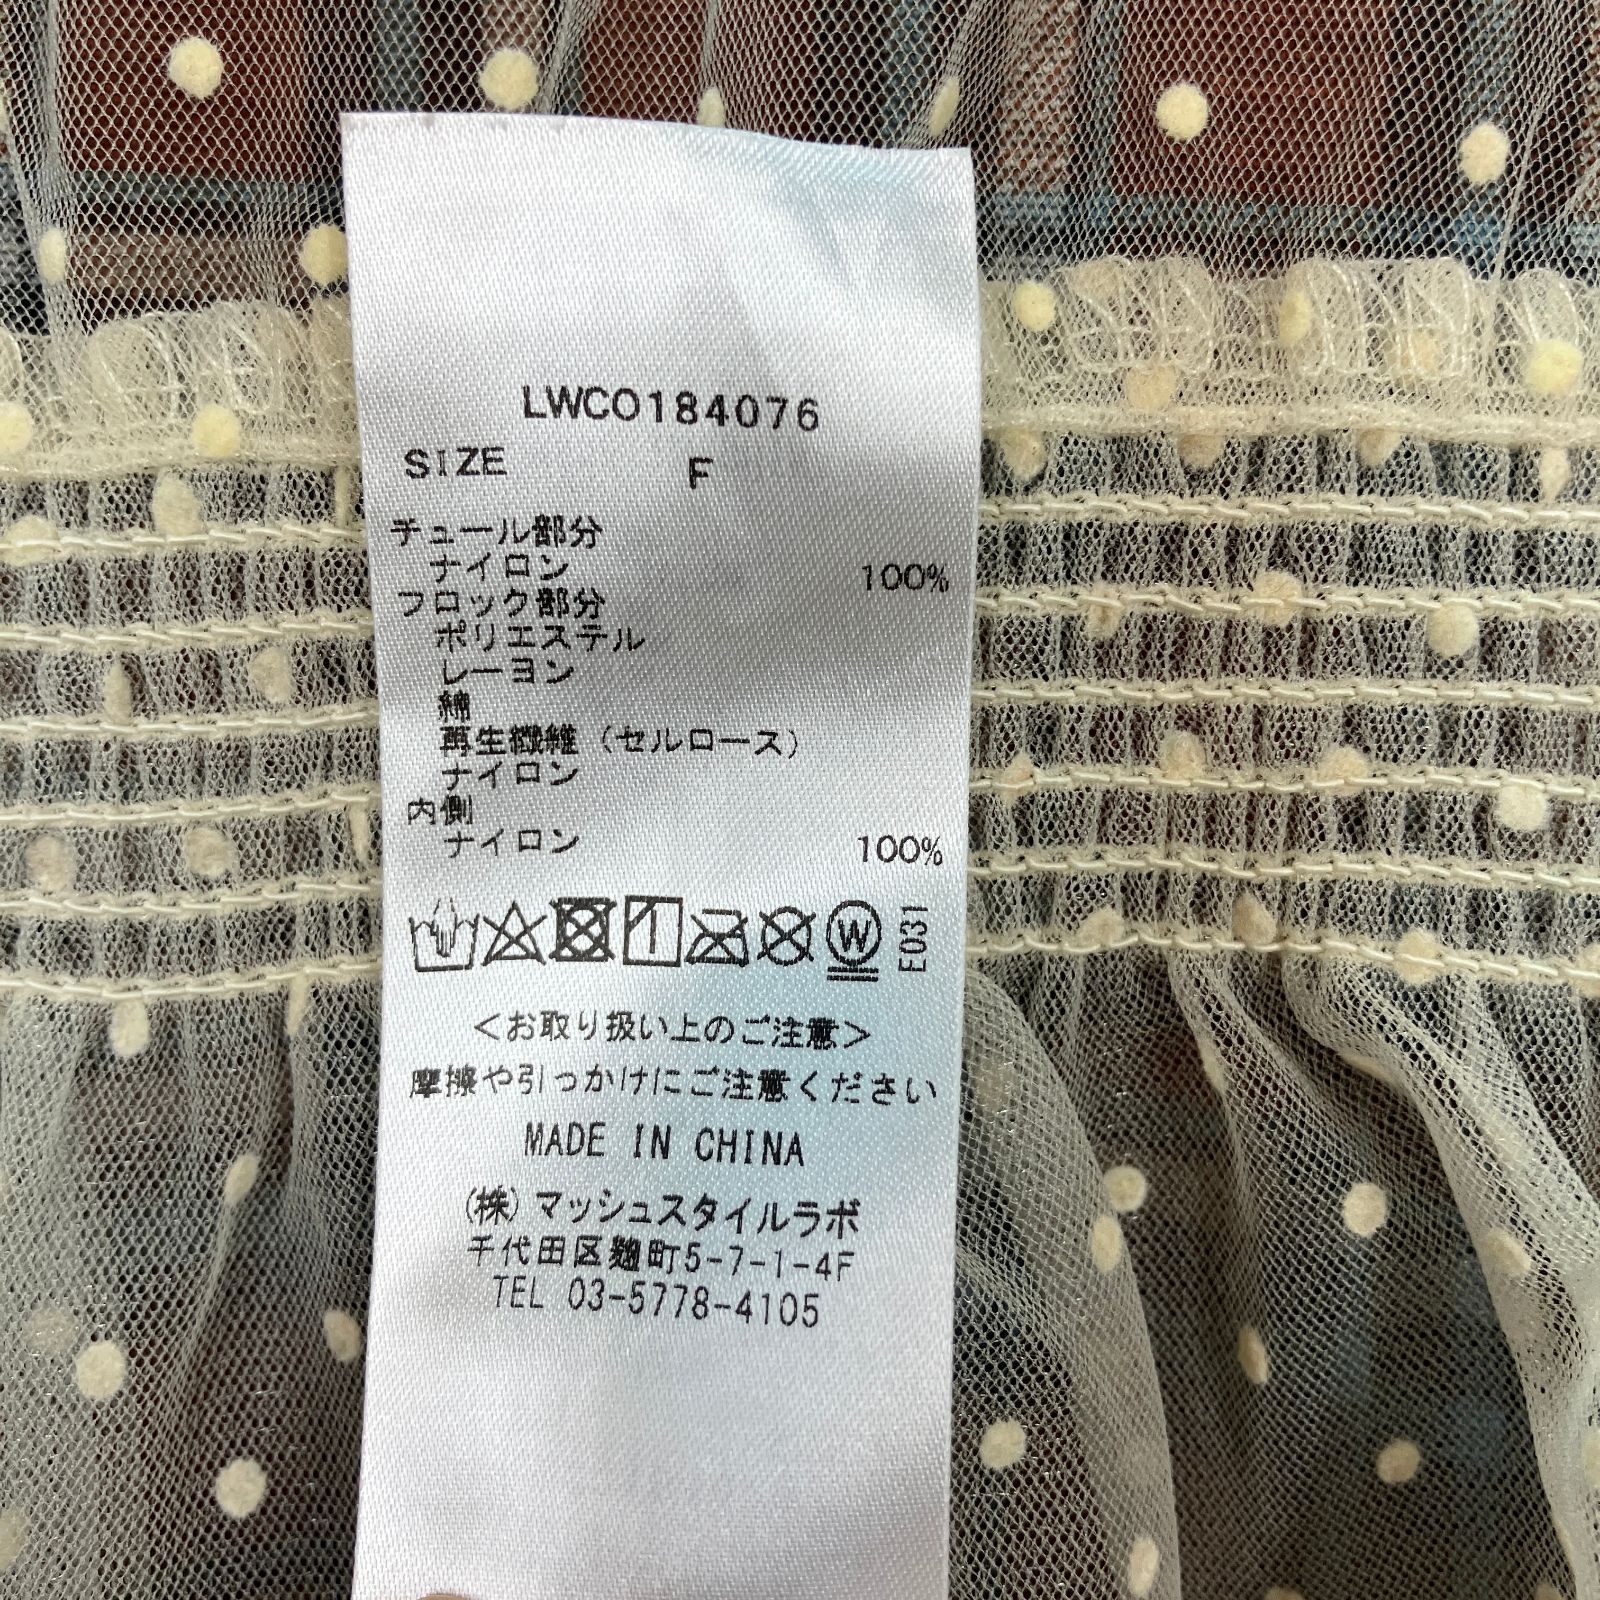 LWCO184076
SIZE F
チュール部分
ナイロン 100%
フロック部分
ポリエステル
レーヨン
綿
再生繊維（セルロース）
ナイロン
内側
ナイロン 100%
W E031
＜お取り扱い上のご注意＞
摩擦や引っかけにご注意ください
MADE IN CHINA
(株)マッシュスタイルラボ
千代田区麹町5-7-1-4F
TEL 03-5778-4105